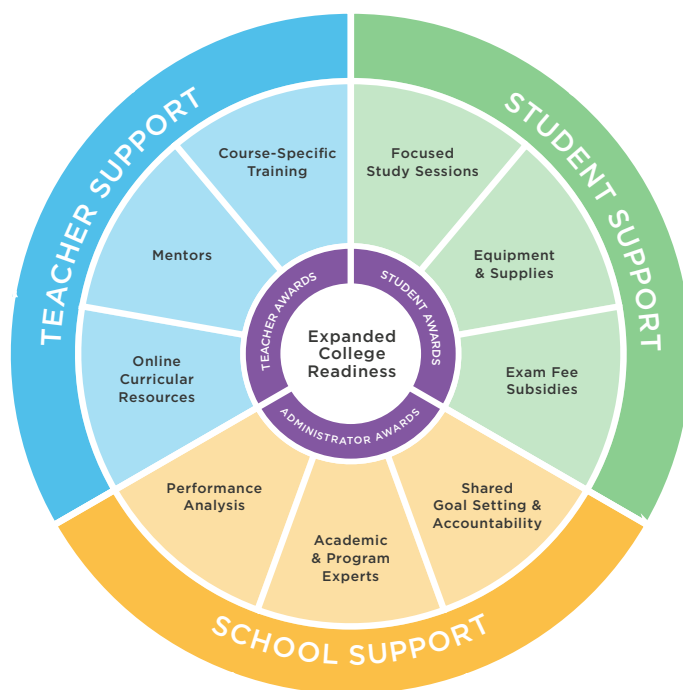 TEACHER SUPPORT
STUDENT SUPPORT
SCHOOL SUPPORT
Course-Specific
Training
Mentors
Online
Curricular
Resources
Focused
Study Sessions
Equipment
& Supplies
Exam Fee
Subsidies
Performance
Analysis
Academic
& Program
Experts
Shared
Goal Setting &
Accountability
TEACHER AWARDS
STUDENT AWARDS
ADMINISTRATOR AWARDS
Expanded
College
Readiness